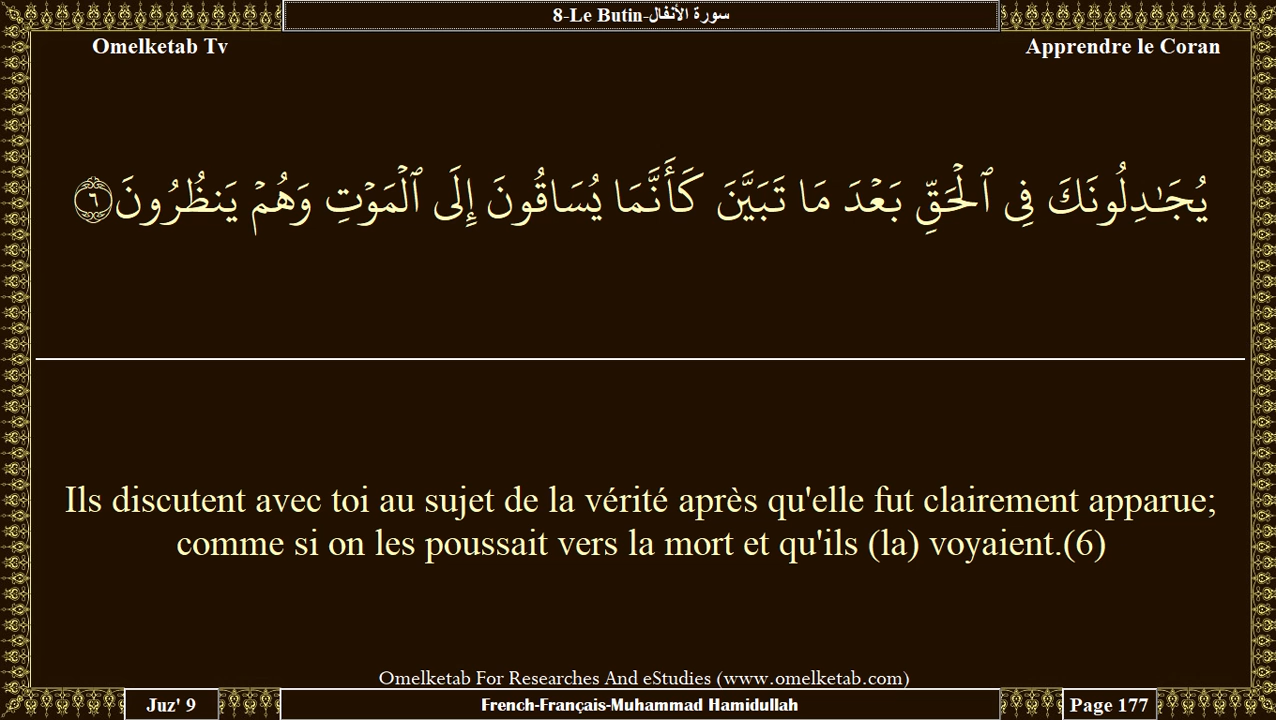 8-Le Butin-سورة الأنفال
Omelketab Tv
Apprendre le Coran
يُجَٰدِلُونَكَ فِى ٱلْحَقِّ بَعْدَ مَا تَبَيَّنَ كَأَنَّمَا يُسَاقُونَ إِلَى ٱلْمَوْتِ وَهُمْ يَنظُرُونَ ٦
Ils discutent avec toi au sujet de la vérité après qu'elle fut clairement apparue;
comme si on les poussait vers la mort et qu'ils (la) voyaient.(6)
Omelketab For Researches And eStudies (www.omelketab.com)
Juz' 9
French-Français-Muhammad Hamidullah
Page 177